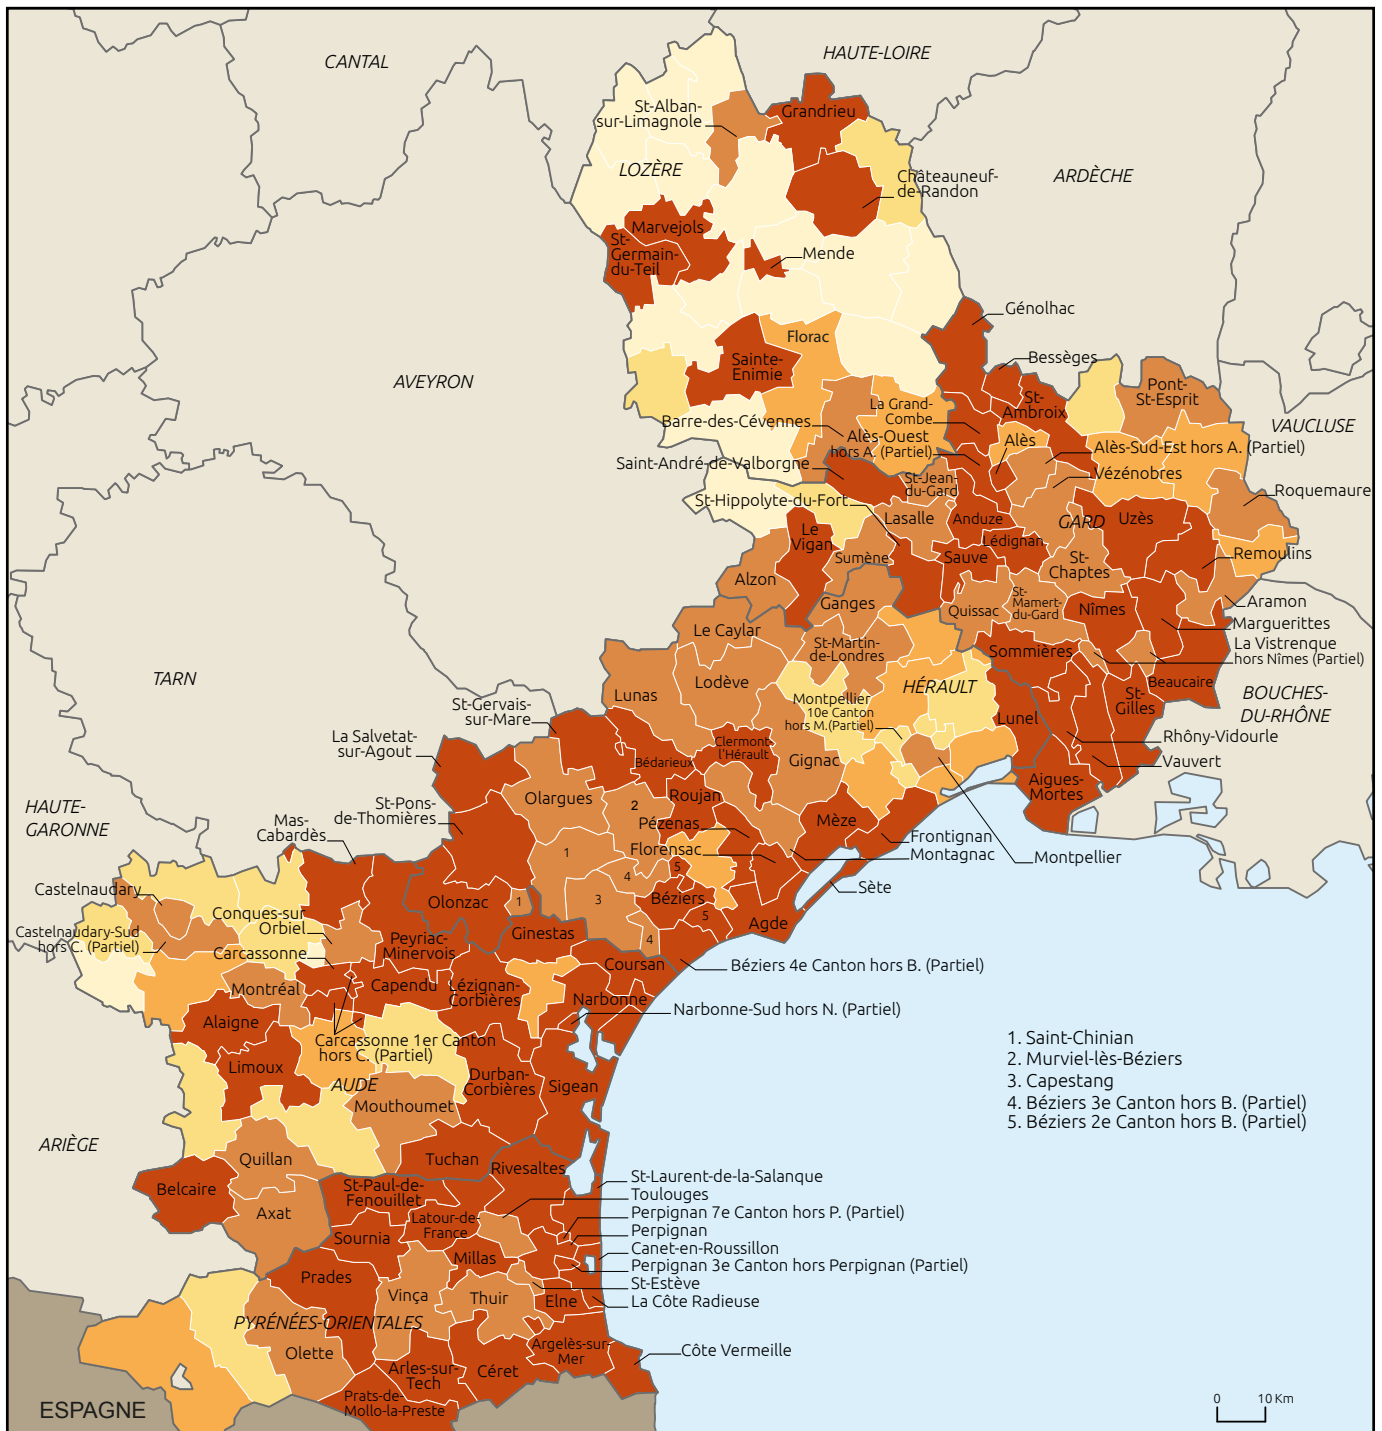 CANTAL
HAUTE-LOIRE
St-Alban-
sur-Limagnole
Grandrieu
LOZÈRE
ARDÈCHE
Châteauneuf-
de-Randon
Marvejols
St-
Germain-
du-Teil
Mende
Génolhac
Florac
Bessèges
Sainte-
Enimie
AVEYRON
Pont-
St-Esprit
St-
Ambroix
La Grand-
Combe
VAUCLUSE
Barre-des-Cévennes
Alès-Ouest
hors A. (Partiel)
Alès
Alès-Sud-Est hors A. (Partiel)
Saint-André-de-Valborgne
Vézénobres
St-Jean-
du-Gard
Roquemaure
St-Hippolyte-du-Fort
Lasalle
Anduze
GARD
Uzès
Le
Vigan
Lédignan
Remoulins
Sumène
Sauve
St-
Chaptes
Alzon
Ganges
Quissac
St-
Mamert-
du-Gard
Nîmes
Aramon
Marguerittes
Le Caylar
St-Martin-
de-Londres
Sommières
La Vistrenque
hors Nîmes (Partiel)
TARN
Lodève
Lunas
HÉRAULT
Montpellier
10e Canton
hors M.(Partiel)
Beaucaire
St-
Gilles
BOUCHES-
DU-RHÔNE
St-Gervais-
sur-Mare
Lunel
La Salvetat-
sur-Agout
Clermont-
l'Hérault
Rhôny-Vidourle
Bédarieux
Gignac
Vauvert
Aigues-
Mortes
HAUTE-
GARONNE
St-Pons-
de-Thomières
Olargues
2
Roujan
Mas-
Cabardès
Pézenas
Mèze
Frontignan
Florensac
Montagnac
Montpellier
1
4
5
Castelnaudary
Sète
Olonzac
1
3
Béziers
Conques-sur
Orbiel
5
Agde
Castelnaudary-Sud
hors C. (Partiel)
Ginestas
4
Peyriac-
Minervois
Carcassonne
Coursan
Béziers 4e Canton hors B. (Partiel)
Montréal
Capendu
Lézignan-
Corbières
Narbonne
Narbonne-Sud hors N. (Partiel)
Alaigne
Carcassonne 1er Canton
hors C. (Partiel)
1. Saint-Chinian
2. Murviel-lès-Béziers
3. Capestang
4. Béziers 3e Canton hors B. (Partiel)
5. Béziers 2e Canton hors B. (Partiel)
Limoux
AUDE
Durban-
Corbières
Sigean
Mouthoumet
ARIÈGE
Quillan
Tuchan
Rivesaltes
Belcaire
St-Paul-de-
Fenouillet
St-Laurent-de-la-Salanque
Toulouges
Axat
Latour-de-
France
Perpignan 7e Canton hors P. (Partiel)
Sournia
Perpignan
Canet-en-Roussillon
Millas
Perpignan 3e Canton hors Perpignan (Partiel)
Prades
St-Estève
Vinça
Thuir
Elne
La Côte Radieuse
PYRÉNÉES-ORIENTALES
Olette
Argelès-sur-
Mer
Côte Vermeille
Arles-sur-
Tech
Céret
Prats-de-
Mollo-la-Preste
ESPAGNE
0 10 Km